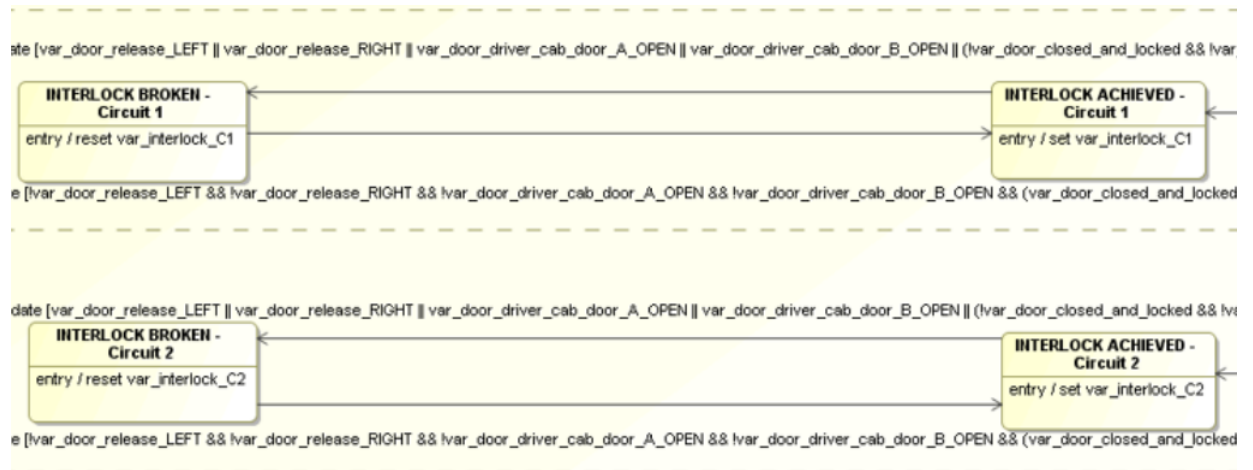 ate [var_door_release_LEFT || var_door_release_RIGHT || var_door_driver_cab_door_A_OPEN || var_door_driver_cab_door_B_OPEN || (!var_door_closed_and_locked && !var_
INTERLOCK BROKEN -
Circuit 1
entry / reset var_interlock_C1
INTERLOCK ACHIEVED -
Circuit 1
entry / set var_interlock_C1
e [!var_door_release_LEFT && !var_door_release_RIGHT && !var_door_driver_cab_door_A_OPEN && !var_door_driver_cab_door_B_OPEN && (var_door_closed_and_locked
date [var_door_release_LEFT || var_door_release_RIGHT || var_door_driver_cab_door_A_OPEN || var_door_driver_cab_door_B_OPEN || (!var_door_closed_and_locked && !va
INTERLOCK BROKEN -
Circuit 2
entry / reset var_interlock_C2
INTERLOCK ACHIEVED -
Circuit 2
entry / set var_interlock_C2
e [!var_door_release_LEFT && !var_door_release_RIGHT && !var_door_driver_cab_door_A_OPEN && !var_door_driver_cab_door_B_OPEN && (var_door_closed_and_locked